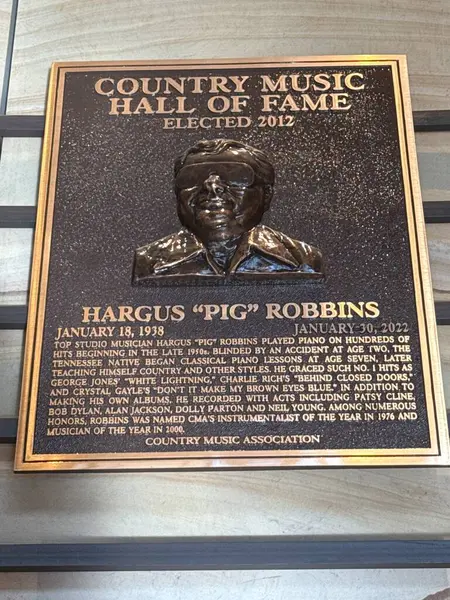 COUNTRY MUSIC
HALL OF FAME
ELECTED 2012
HARGUS "PIG" ROBBINS
JANUARY 18, 1938 JANUARY 30, 2022
TOP STUDIO MUSICIAN HARGUS "PIG" ROBBINS PLAYED PIANO ON HUNDREDS OF
HITS BEGINNING IN THE LATE 1950s. BLINDED BY AN ACCIDENT AT AGE TWO, THE
TENNESSEE NATIVE BEGAN CLASSICAL PIANO LESSONS AT AGE SEVEN, LATER
TEACHING HIMSELF COUNTRY AND OTHER STYLES. HE GRACED SUCH NO. 1 HITS AS
GEORGE JONES' "WHITE LIGHTNING," CHARLIE RICH'S "BEHIND CLOSED DOORS,"
AND CRYSTAL GAYLE'S "DON'T IT MAKE MY BROWN EYES BLUE." IN ADDITION TO
MAKING HIS OWN ALBUMS, HE RECORDED WITH ACTS INCLUDING PATSY CLINE,
BOB DYLAN, ALAN JACKSON, DOLLY PARTON AND NEIL YOUNG. AMONG NUMEROUS
HONORS, ROBBINS WAS NAMED CMA'S INSTRUMENTALIST OF THE YEAR IN 1976 AND
MUSICIAN OF THE YEAR IN 2000.
COUNTRY MUSIC ASSOCIATION